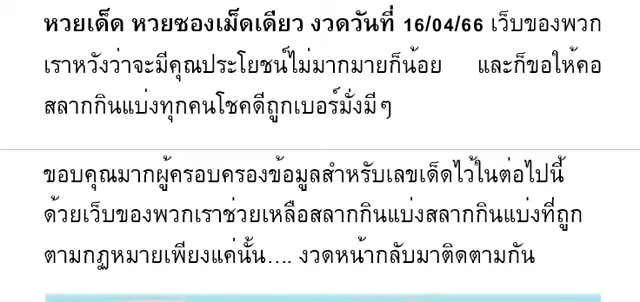 หวยเด็ด หวยซองเม็ดเดียว งวดวันที่ 16/04/66 เว็บของพวก
เราหวังว่าจะมีคุณประโยชน์ไม่มากมายก็น้อย และก็ขอให้คอ
สลากกินแบ่งทุกคนโชคดีถูกเบอร์มั่งมีๆ
ขอบคุณมากผู้ครอบครองข้อมูลสำหรับเลขเด็ดไว้ในต่อไปนี้
ด้วยเว็บของพวกเราช่วยเหลือสลากกินแบ่งสลากกินแบ่งที่ถูก
ตามกฏหมายเพียงแค่นั้น…. งวดหน้ากลับมาติดตามกัน